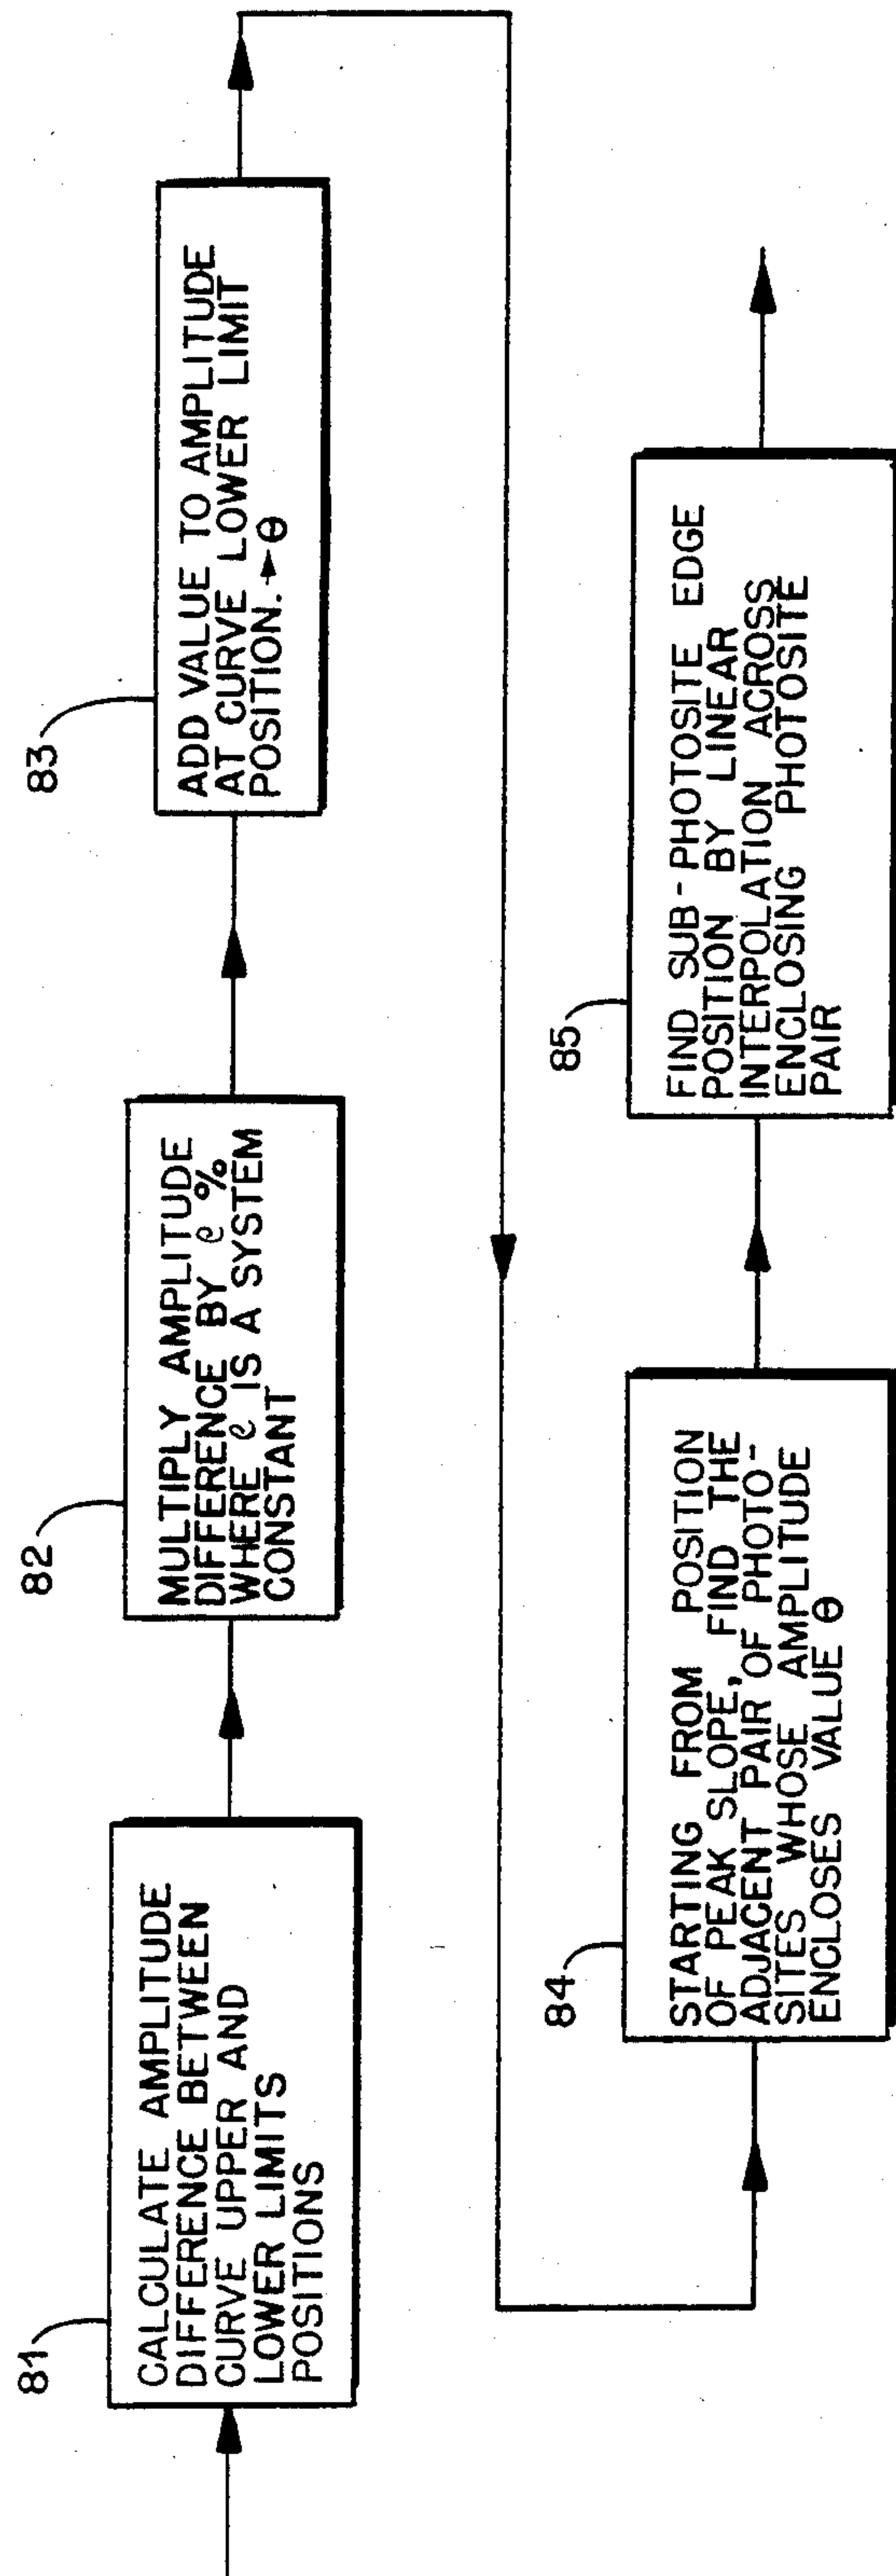 81
CALCULATE AMPLITUDE
DIFFERENCE BETWEEN
CURVE UPPER AND
LOWER LIMITS
POSITIONS
82
MULTIPLY AMPLITUDE
DIFFERENCE BY c %
WHERE c IS A SYSTEM
CONSTANT
83
ADD VALUE TO AMPLITUDE
AT CURVE LOWER LIMIT
POSITION.→θ
84
STARTING FROM POSITION
OF PEAK SLOPE, FIND THE
ADJACENT PAIR OF PHOTO-
SITES WHOSE AMPLITUDE
ENCLOSES VALUE θ
85
FIND SUB-PHOTOSITE EDGE
POSITION BY LINEAR
INTERPOLATION ACROSS
ENCLOSING PHOTOSITE
PAIR